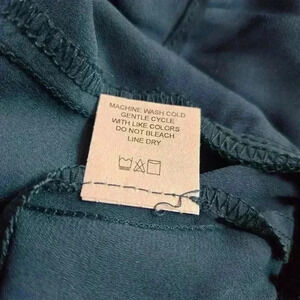 MACHINE WASH COLD
GENTLE CYCLE
WITH LIKE COLORS
DO NOT BLEACH
LINE DRY